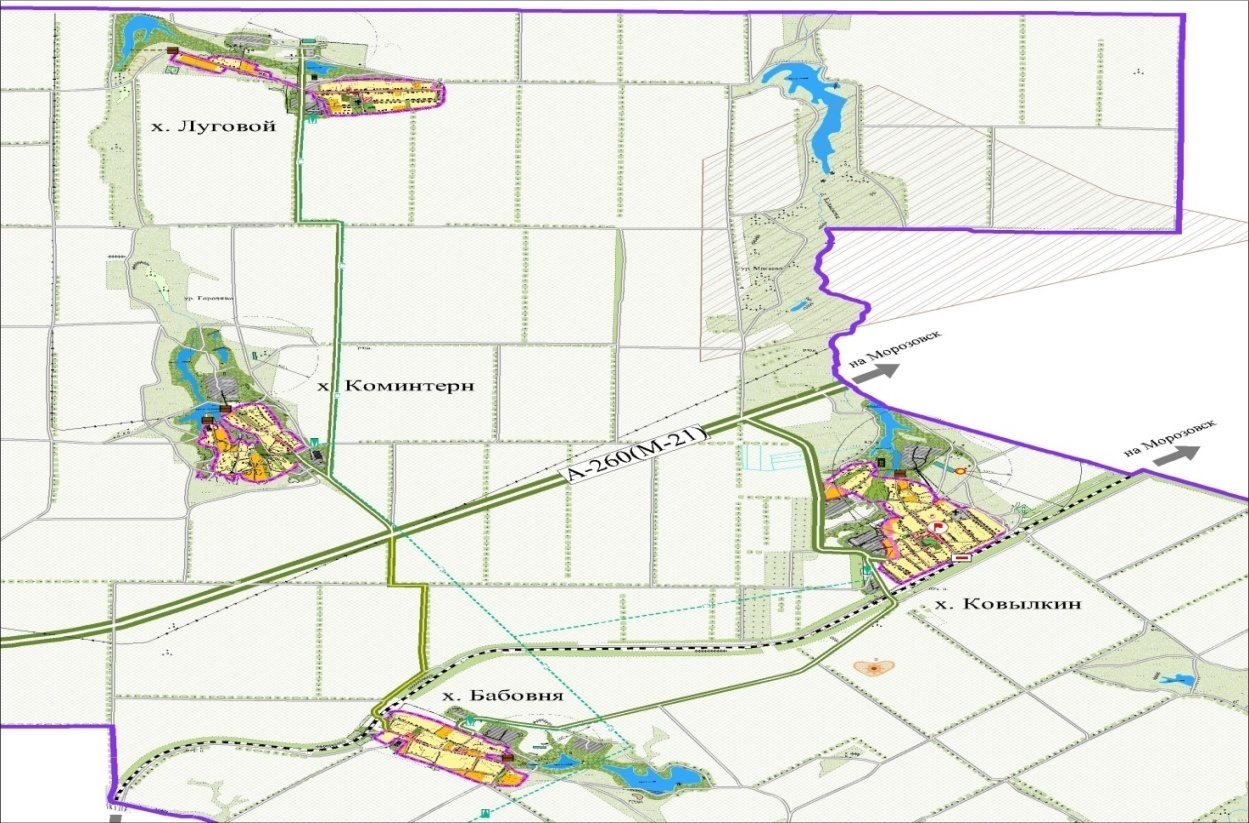 х. Луговой
на Морозовск
х. Коминтерн
на Морозовск
А-260(М-21)
х. Ковылкин
х. Бабовня